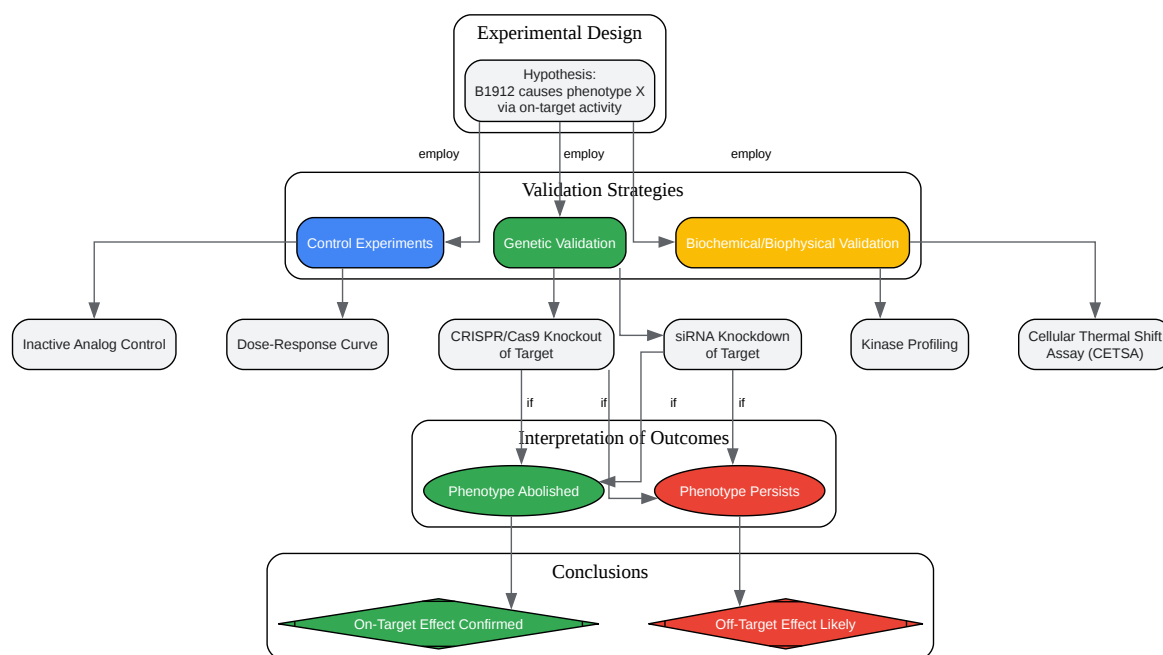 Experimental Design
Hypothesis:
B1912 causes phenotype X
via on-target activity
employ
employ
employ
Validation Strategies
Control Experiments
Genetic Validation
Biochemical/Biophysical Validation
Inactive Analog Control
Dose-Response Curve
CRISPR/Cas9 Knockout
of Target
siRNA Knockdown
of Target
Kinase Profiling
Cellular Thermal Shift
Assay (CETSA)
if
if
if
if
Interpretation of Outcomes
Phenotype Abolished
Phenotype Persists
Conclusions
On-Target Effect Confirmed
Off-Target Effect Likely